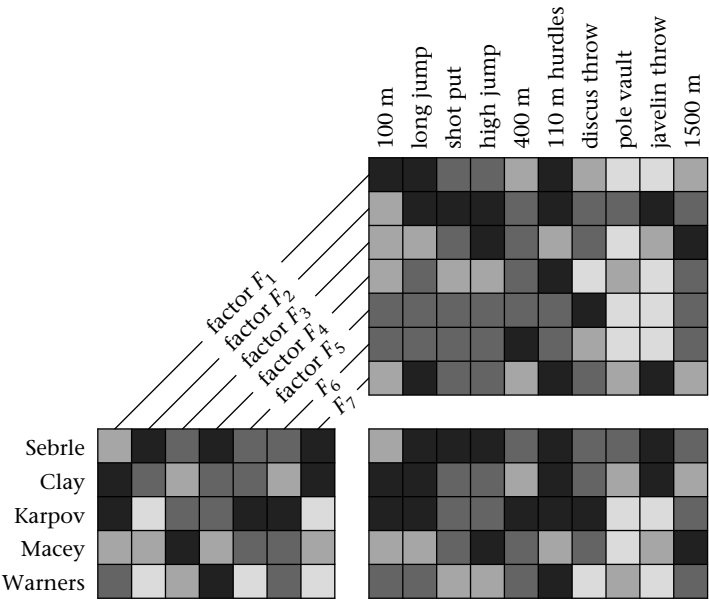 100 m
long jump
shot put
high jump
400 m
110 m hurdles
discus throw
pole vault
javelin throw
1500 m
factor F1
factor F2
factor F3
factor F4
factor F5
F6
F7
Sebrle
Clay
Karpov
Macey
Warners